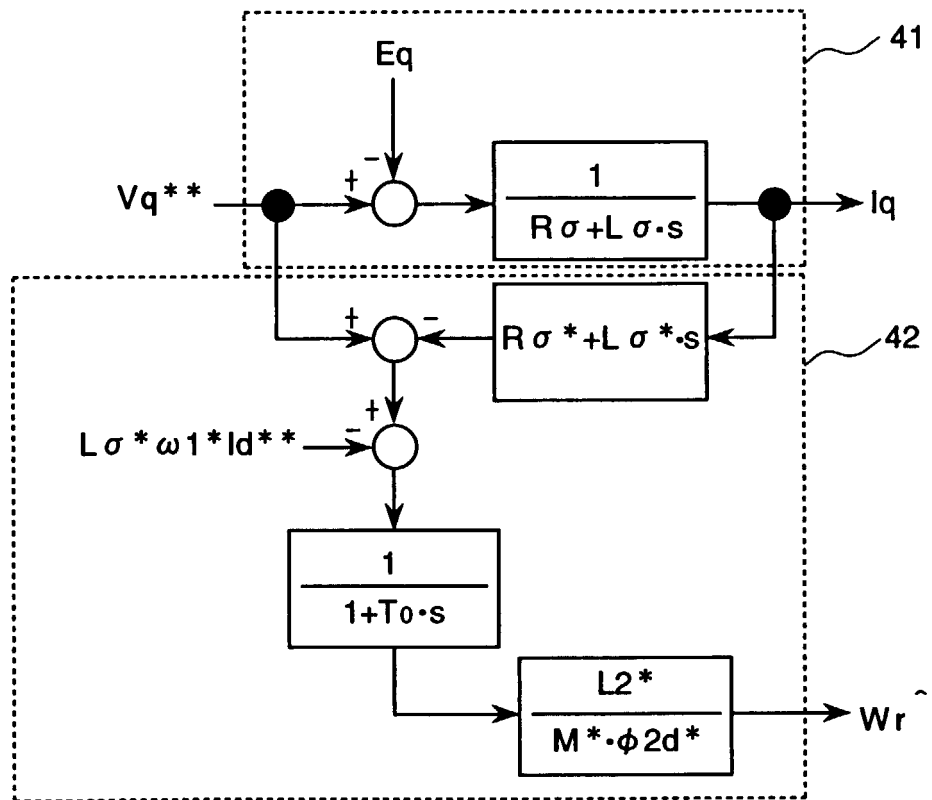 41
Eq
−
+
Vq**
1
Rσ+Lσ·s
Iq
+
−
Rσ*+Lσ*·s
42
+
−
Lσ*ω1*Id**
1
1+T0·s
L2*
M*·φ2d*
Wr^